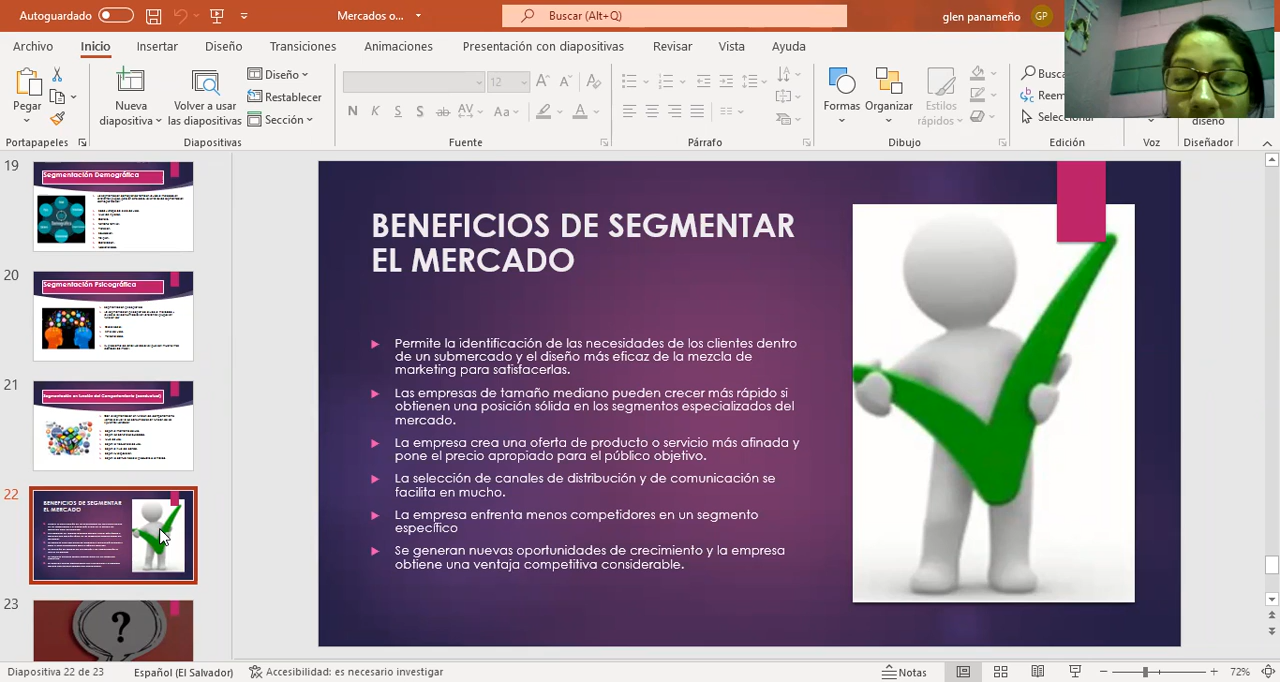 Autoguardado
Mercados o...
Buscar (Alt+Q)
glen panameño
GP
Archivo
Inicio
Insertar
Diseño
Transiciones
Animaciones
Presentación con diapositivas
Revisar
Vista
Ayuda
Pegar
Nueva
diapositiva
Volver a usar
las diapositivas
Diseño
Restablecer
Sección
12
Formas
Organizar
Estilos
rápidos
Seleccionar
diseño
Portapapeles
Diapositivas
Fuente
Párrafo
Dibujo
Edición
Voz
Diseñador
19
Segmentación Demográfica
20
Segmentación Psicográfica
21
22
BENEFICIOS DE SEGMENTAR
EL MERCADO
23
?
BENEFICIOS DE SEGMENTAR
EL MERCADO
Permite la identificación de las necesidades de los clientes dentro
de un submercado y el diseño más eficaz de la mezcla de
marketing para satisfacerlas.
Las empresas de tamaño mediano pueden crecer más rápido si
obtienen una posición sólida en los segmentos especializados del
mercado.
La empresa crea una oferta de producto o servicio más afinada y
pone el precio apropiado para el público objetivo.
La selección de canales de distribución y de comunicación se
facilita en mucho.
La empresa enfrenta menos competidores en un segmento
específico
Se generan nuevas oportunidades de crecimiento y la empresa
obtiene una ventaja competitiva considerable.
Diapositiva 22 de 23
Español (El Salvador)
Accesibilidad: es necesario investigar
Notas
72%